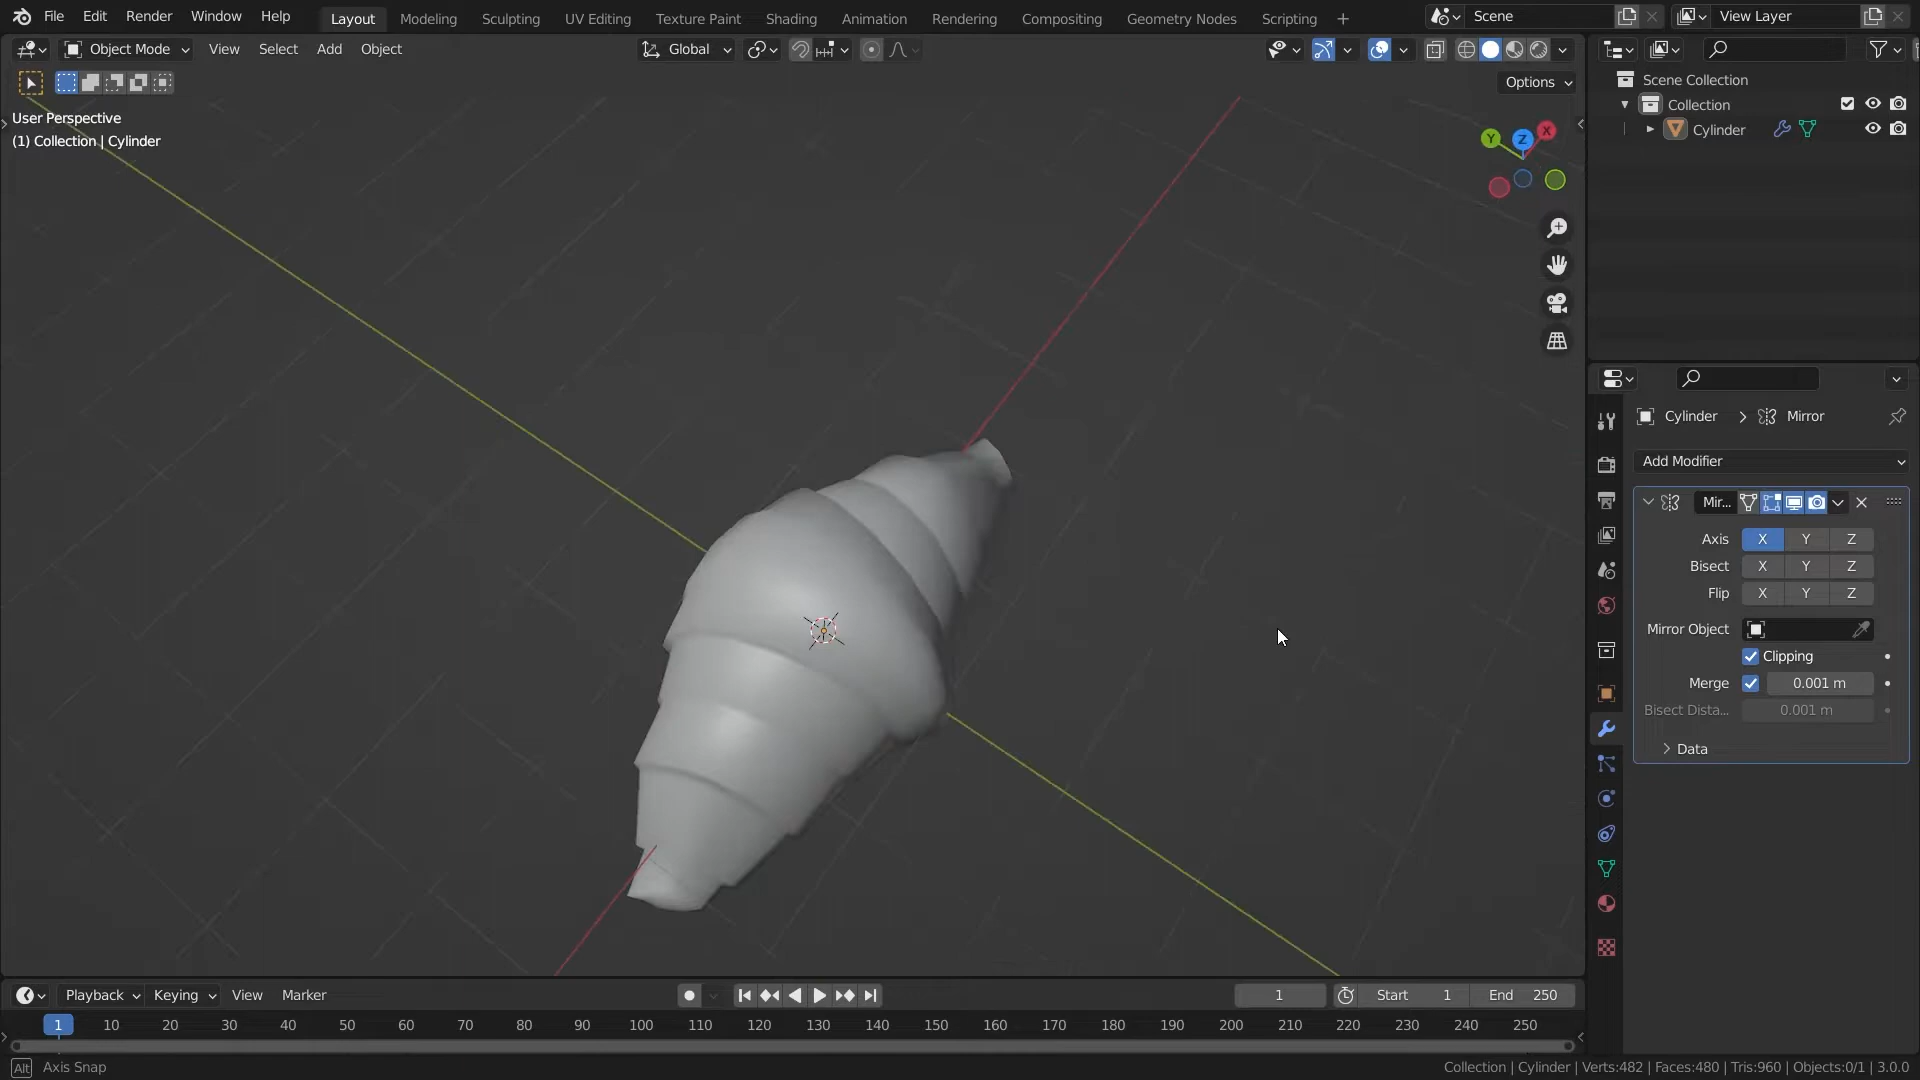 File Edit Render Window Help Layout Modeling Sculpting UV Editing Texture Paint Shading Animation Rendering Compositing Geometry Nodes Scripting + Scene View Layer
Object Mode View Select Add Object Global
Options
User Perspective
(1) Collection | Cylinder
X
Y
Z
Scene Collection
Collection
Cylinder
Cylinder > Mirror
Add Modifier
Mir...
Axis X Y Z
Bisect X Y Z
Flip X Y Z
Mirror Object
Clipping
Merge 0.001 m
Bisect Dista... 0.001 m
Data
Playback Keying View Marker 1 Start 1 End 250
1 10 20 30 40 50 60 70 80 90 100 110 120 130 140 150 160 170 180 190 200 210 220 230 240 250
Alt Axis Snap
Collection | Cylinder | Verts:482 | Faces:480 | Tris:960 | Objects:0/1 | 3.0.0